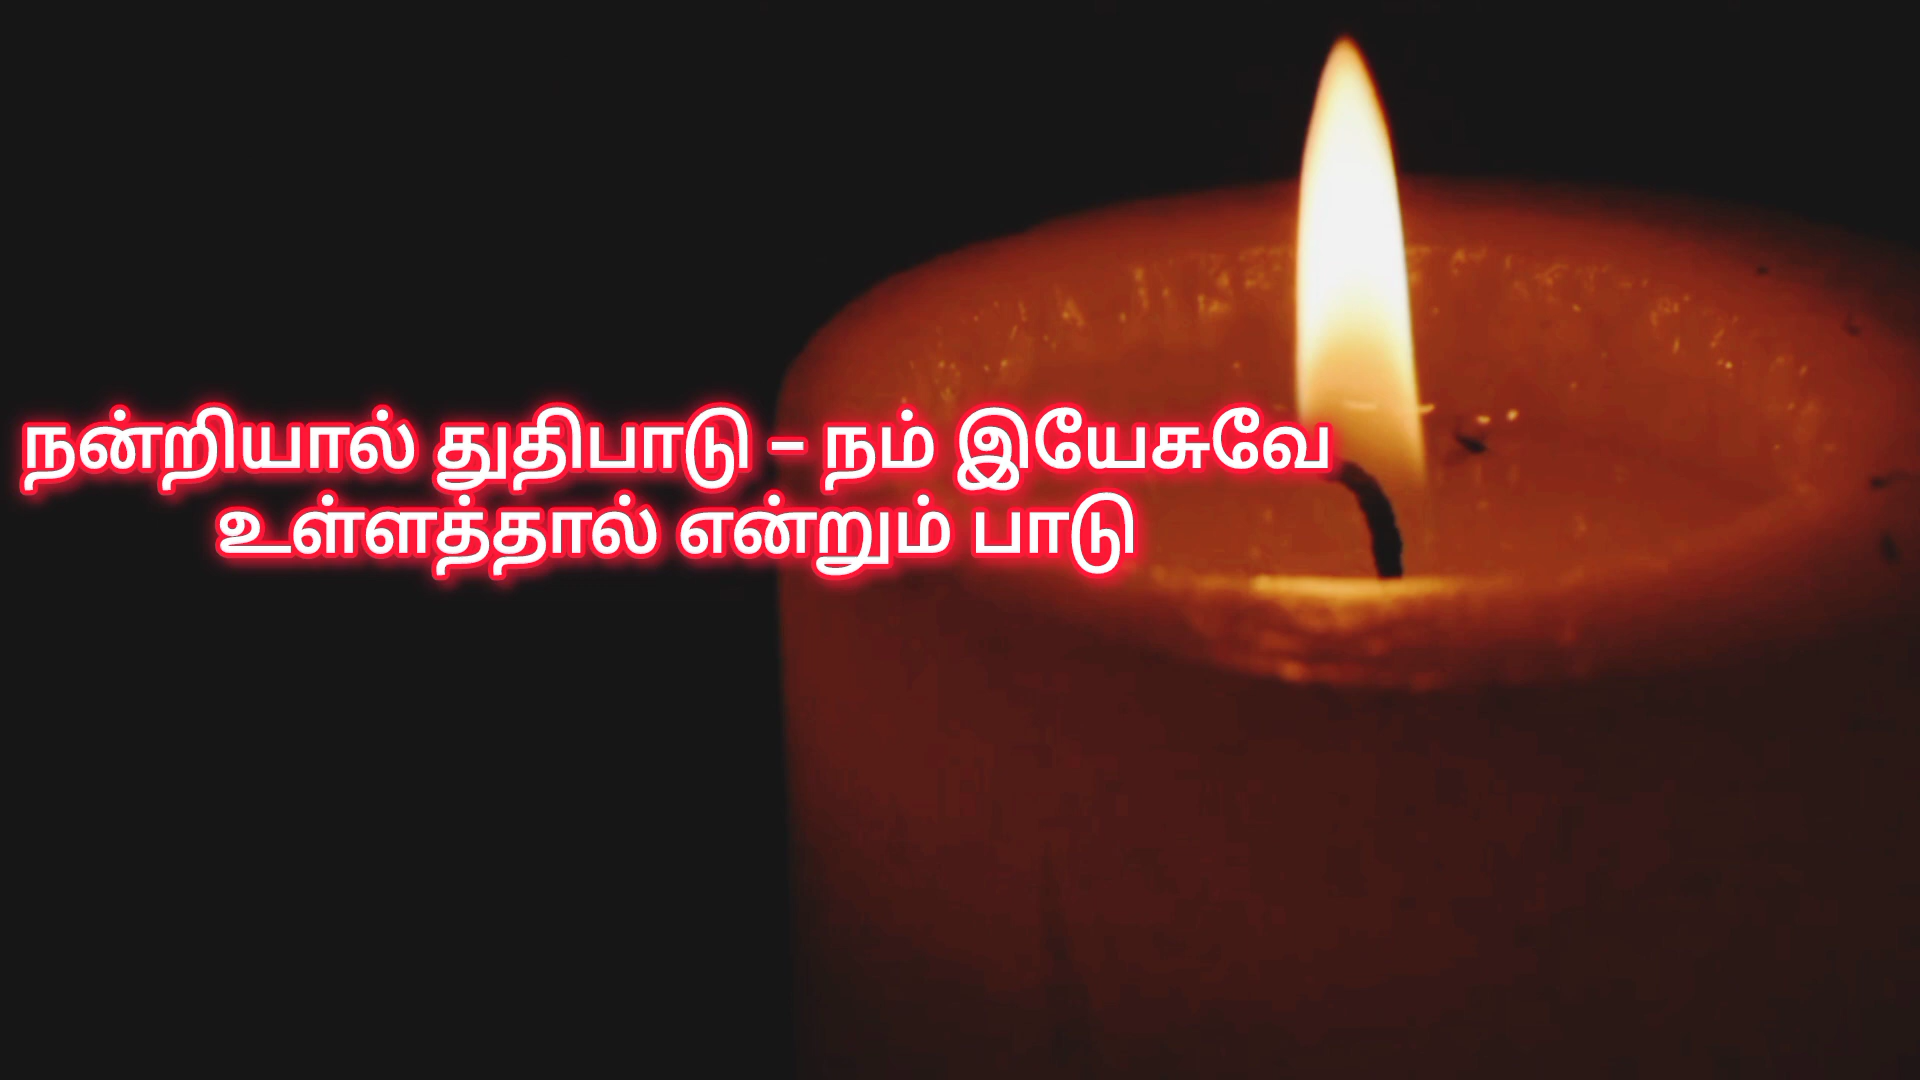 நன்றியால் துதிபாடு – நம் இயேசுவே
உள்ளத்தால் என்றும் பாடு